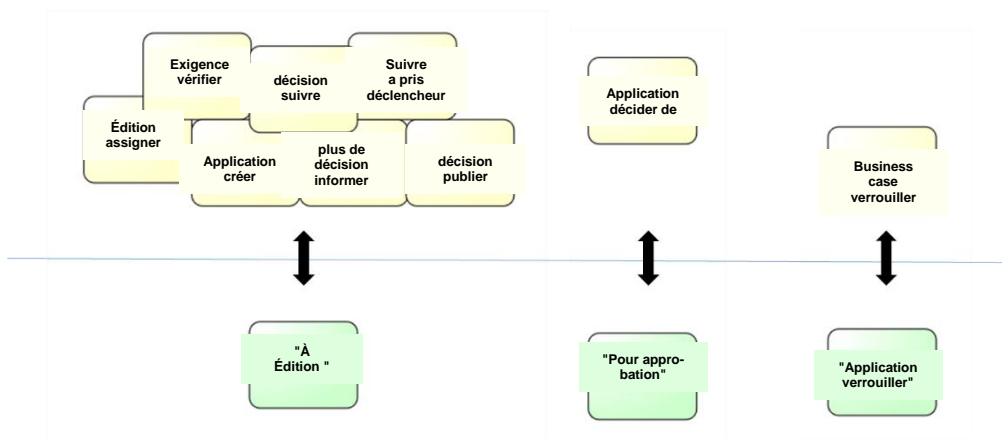 Exigence
vérifier
décision
suivre
Suivre
a pris
déclencheur
Édition
assigner
Application
créer
plus de
décision
informer
décision
publier
Application
décider de
Business
case
verrouiller
"À
Édition "
"Pour appro-
bation"
"Application
verrouiller"